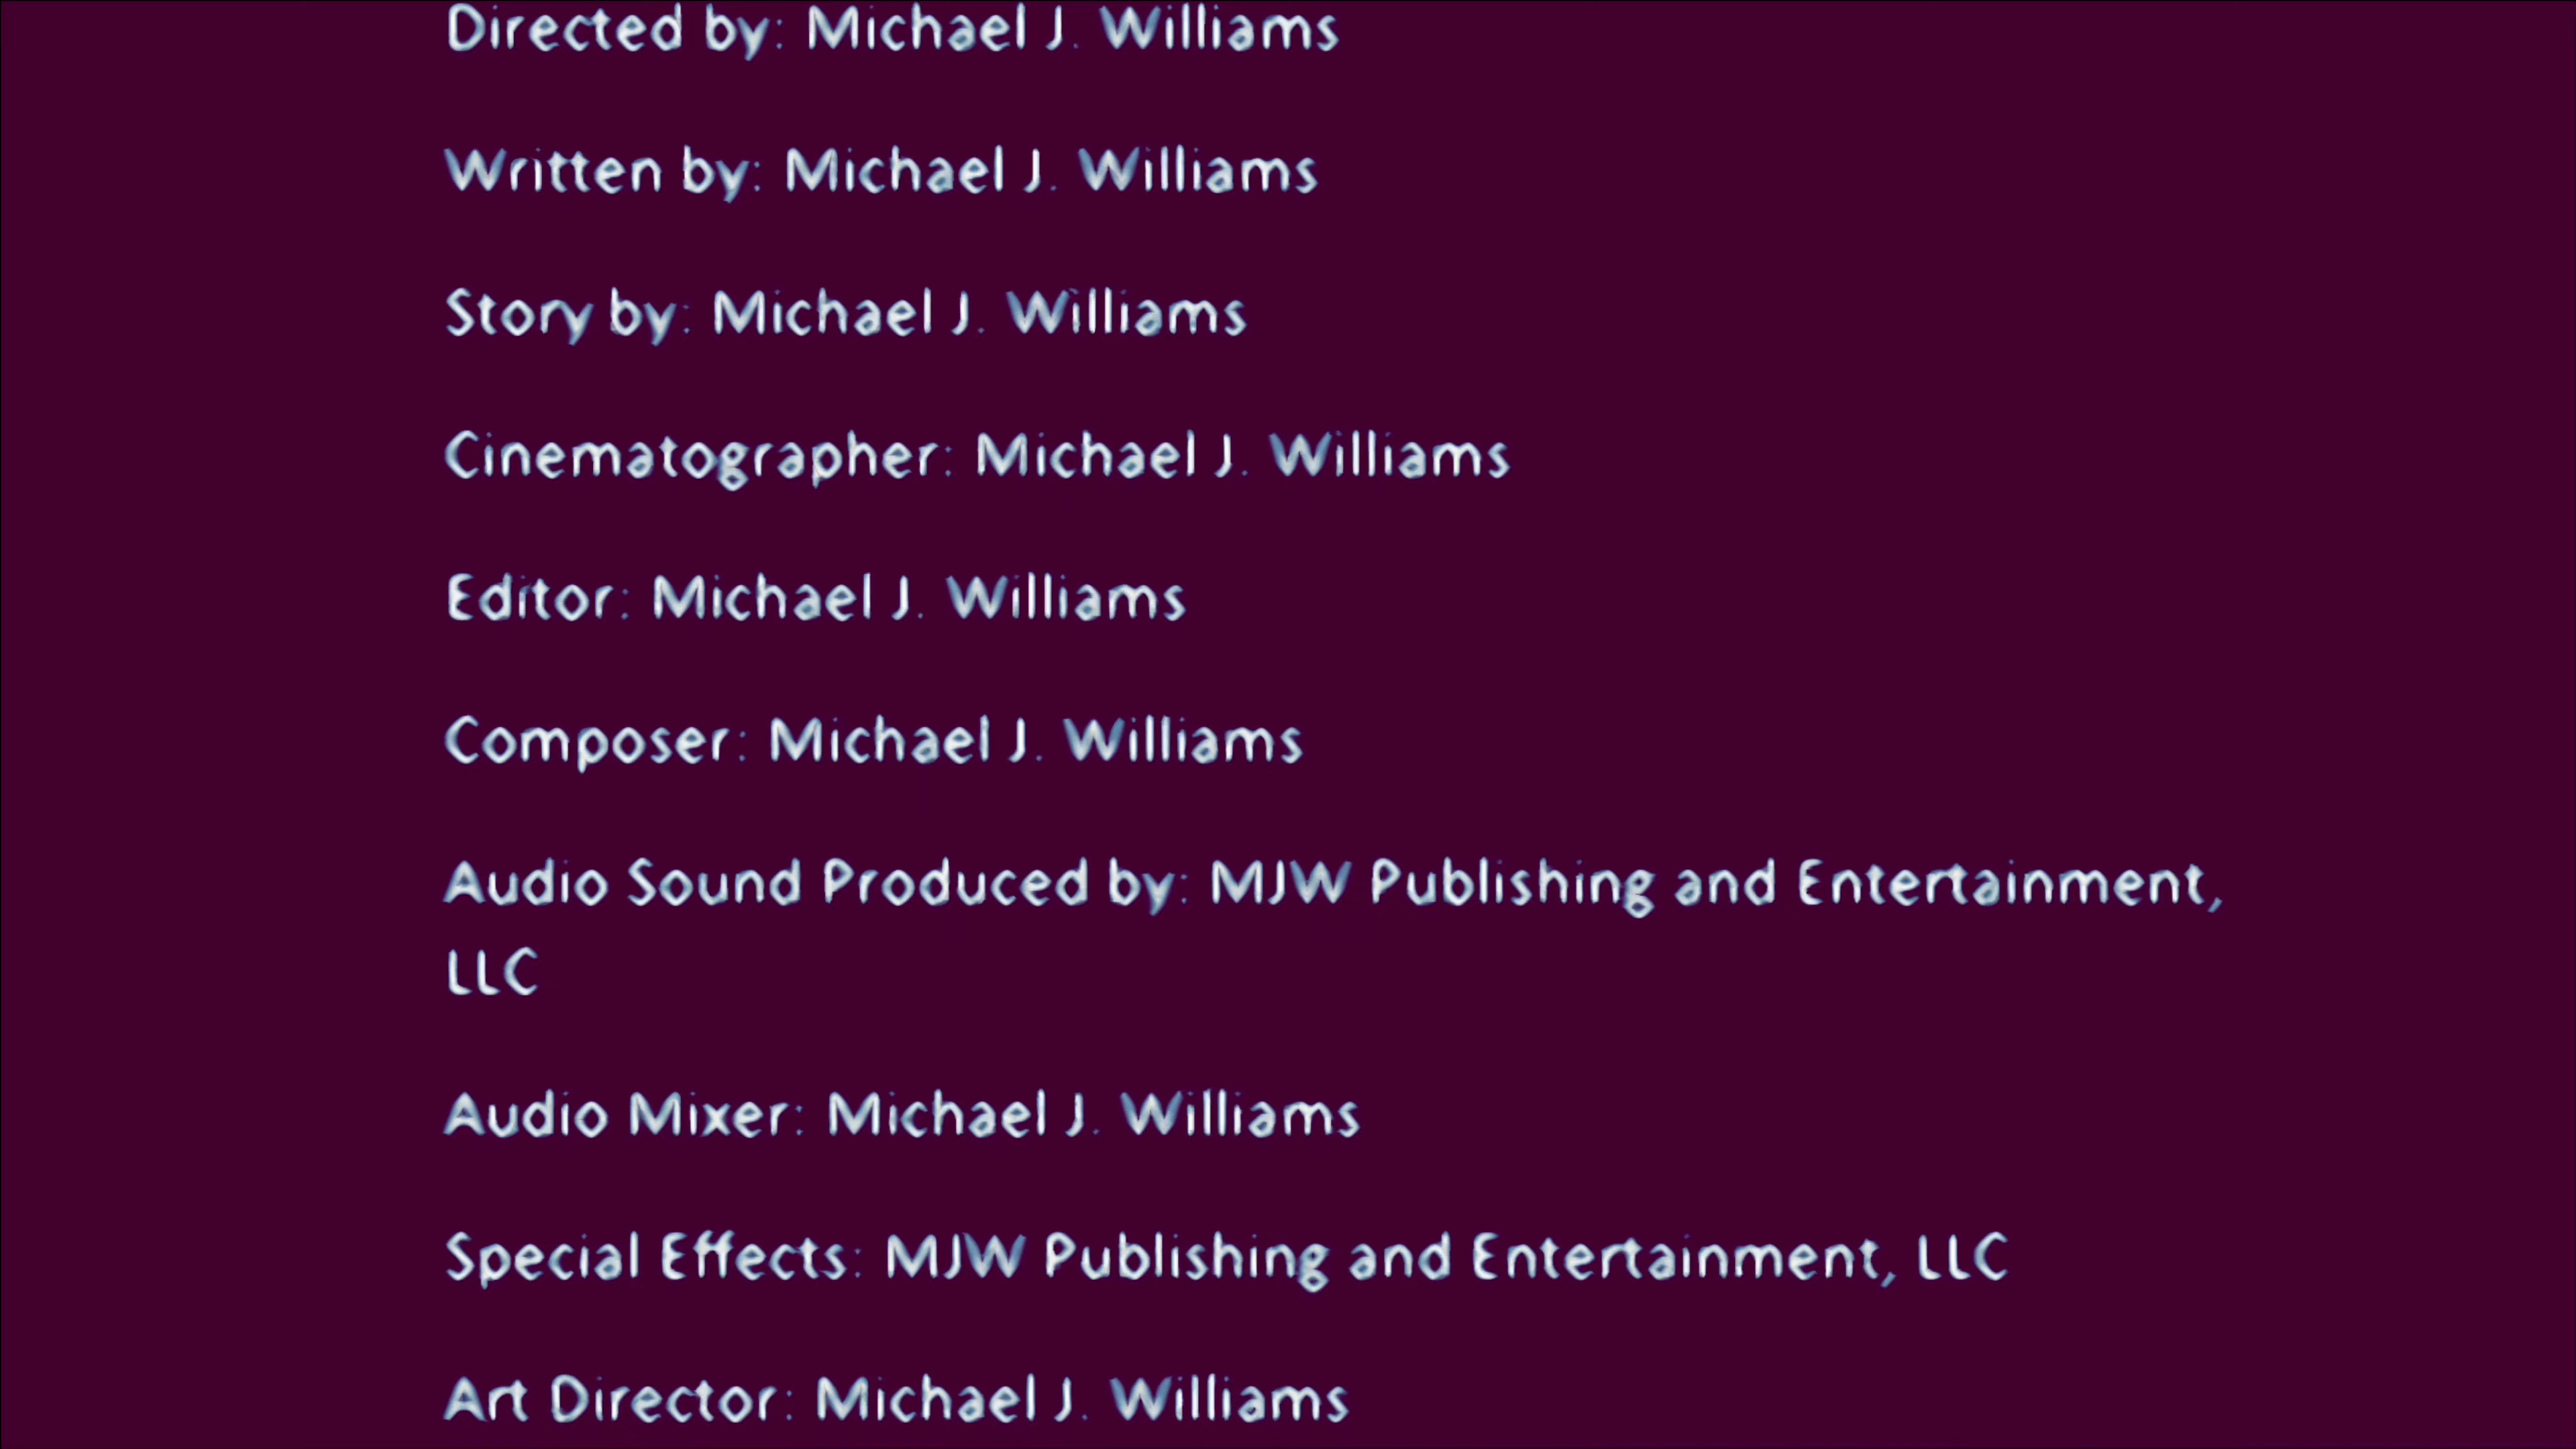 Directed by: Michael J. Williams
Written by: Michael J. Williams
Story by: Michael J. Williams
Cinematographer: Michael J. Williams
Editor: Michael J. Williams
Composer: Michael J. Williams
Audio Sound Produced by: MJW Publishing and Entertainment,
LLC
Audio Mixer: Michael J. Williams
Special Effects: MJW Publishing and Entertainment, LLC
Art Director: Michael J. Williams